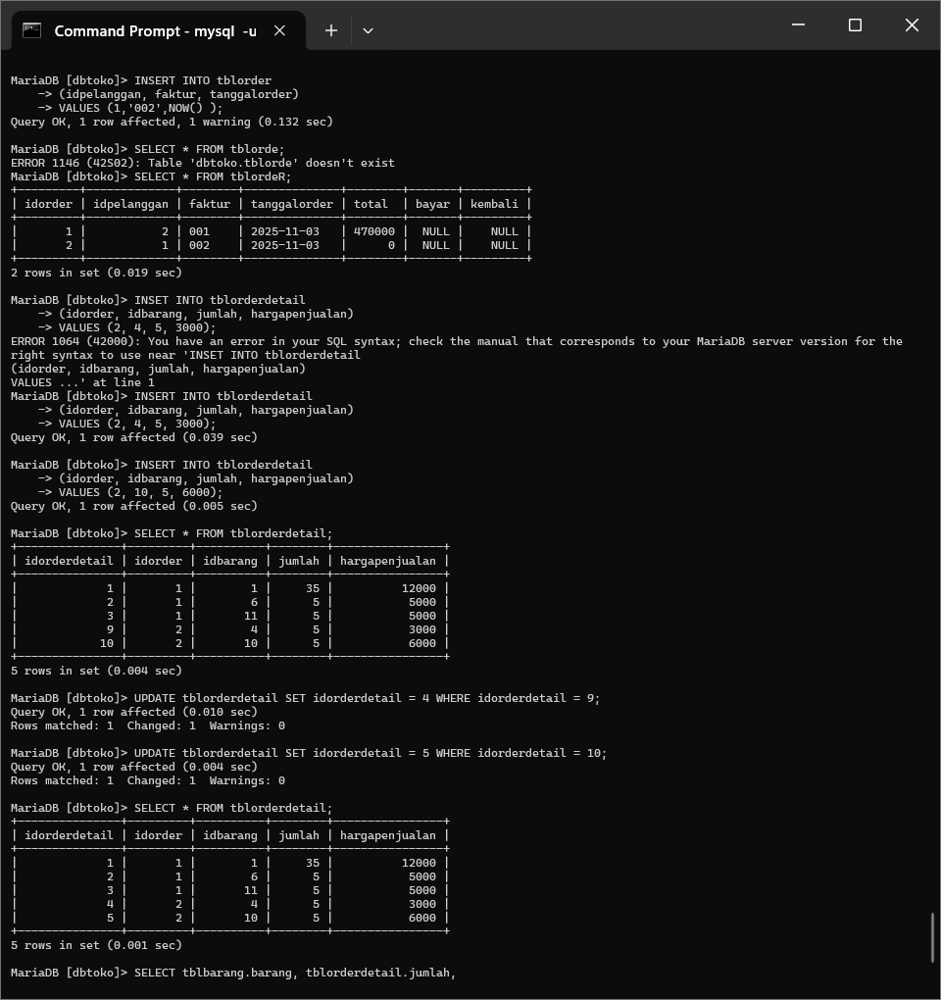 Command Prompt - mysql  -u
MariaDB [dbtoko]> INSERT INTO tblorder
    -> (idpelanggan, faktur, tanggalorder)
    -> VALUES (1,'002',NOW() );
Query OK, 1 row affected, 1 warning (0.132 sec)

MariaDB [dbtoko]> SELECT * FROM tblorde;
ERROR 1146 (42S02): Table 'dbtoko.tblorde' doesn't exist
MariaDB [dbtoko]> SELECT * FROM tblordeR;
+---------+-------------+--------+--------------+--------+-------+---------+
| idorder | idpelanggan | faktur | tanggalorder | total  | bayar | kembali |
+---------+-------------+--------+--------------+--------+-------+---------+
|       1 |           2 | 001    | 2025-11-03   | 470000 |  NULL |    NULL |
|       2 |           1 | 002    | 2025-11-03   |      0 |  NULL |    NULL |
+---------+-------------+--------+--------------+--------+-------+---------+
2 rows in set (0.019 sec)

MariaDB [dbtoko]> INSET INTO tblorderdetail
    -> (idorder, idbarang, jumlah, hargapenjualan)
    -> VALUES (2, 4, 5, 3000);
ERROR 1064 (42000): You have an error in your SQL syntax; check the manual that corresponds to your MariaDB server version for the
right syntax to use near 'INSET INTO tblorderdetail
(idorder, idbarang, jumlah, hargapenjualan)
VALUES ...' at line 1
MariaDB [dbtoko]> INSERT INTO tblorderdetail
    -> (idorder, idbarang, jumlah, hargapenjualan)
    -> VALUES (2, 4, 5, 3000);
Query OK, 1 row affected (0.039 sec)

MariaDB [dbtoko]> INSERT INTO tblorderdetail
    -> (idorder, idbarang, jumlah, hargapenjualan)
    -> VALUES (2, 10, 5, 6000);
Query OK, 1 row affected (0.005 sec)

MariaDB [dbtoko]> SELECT * FROM tblorderdetail;
+---------------+---------+----------+--------+----------------+
| idorderdetail | idorder | idbarang | jumlah | hargapenjualan |
+---------------+---------+----------+--------+----------------+
|             1 |       1 |        1 |     35 |          12000 |
|             2 |       1 |        6 |      5 |           5000 |
|             3 |       1 |       11 |      5 |           5000 |
|             9 |       2 |        4 |      5 |           3000 |
|            10 |       2 |       10 |      5 |           6000 |
+---------------+---------+----------+--------+----------------+
5 rows in set (0.004 sec)

MariaDB [dbtoko]> UPDATE tblorderdetail SET idorderdetail = 4 WHERE idorderdetail = 9;
Query OK, 1 row affected (0.010 sec)
Rows matched: 1  Changed: 1  Warnings: 0

MariaDB [dbtoko]> UPDATE tblorderdetail SET idorderdetail = 5 WHERE idorderdetail = 10;
Query OK, 1 row affected (0.004 sec)
Rows matched: 1  Changed: 1  Warnings: 0

MariaDB [dbtoko]> SELECT * FROM tblorderdetail;
+---------------+---------+----------+--------+----------------+
| idorderdetail | idorder | idbarang | jumlah | hargapenjualan |
+---------------+---------+----------+--------+----------------+
|             1 |       1 |        1 |     35 |          12000 |
|             2 |       1 |        6 |      5 |           5000 |
|             3 |       1 |       11 |      5 |           5000 |
|             4 |       2 |        4 |      5 |           3000 |
|             5 |       2 |       10 |      5 |           6000 |
+---------------+---------+----------+--------+----------------+
5 rows in set (0.001 sec)

MariaDB [dbtoko]> SELECT tblbarang.barang, tblorderdetail.jumlah,